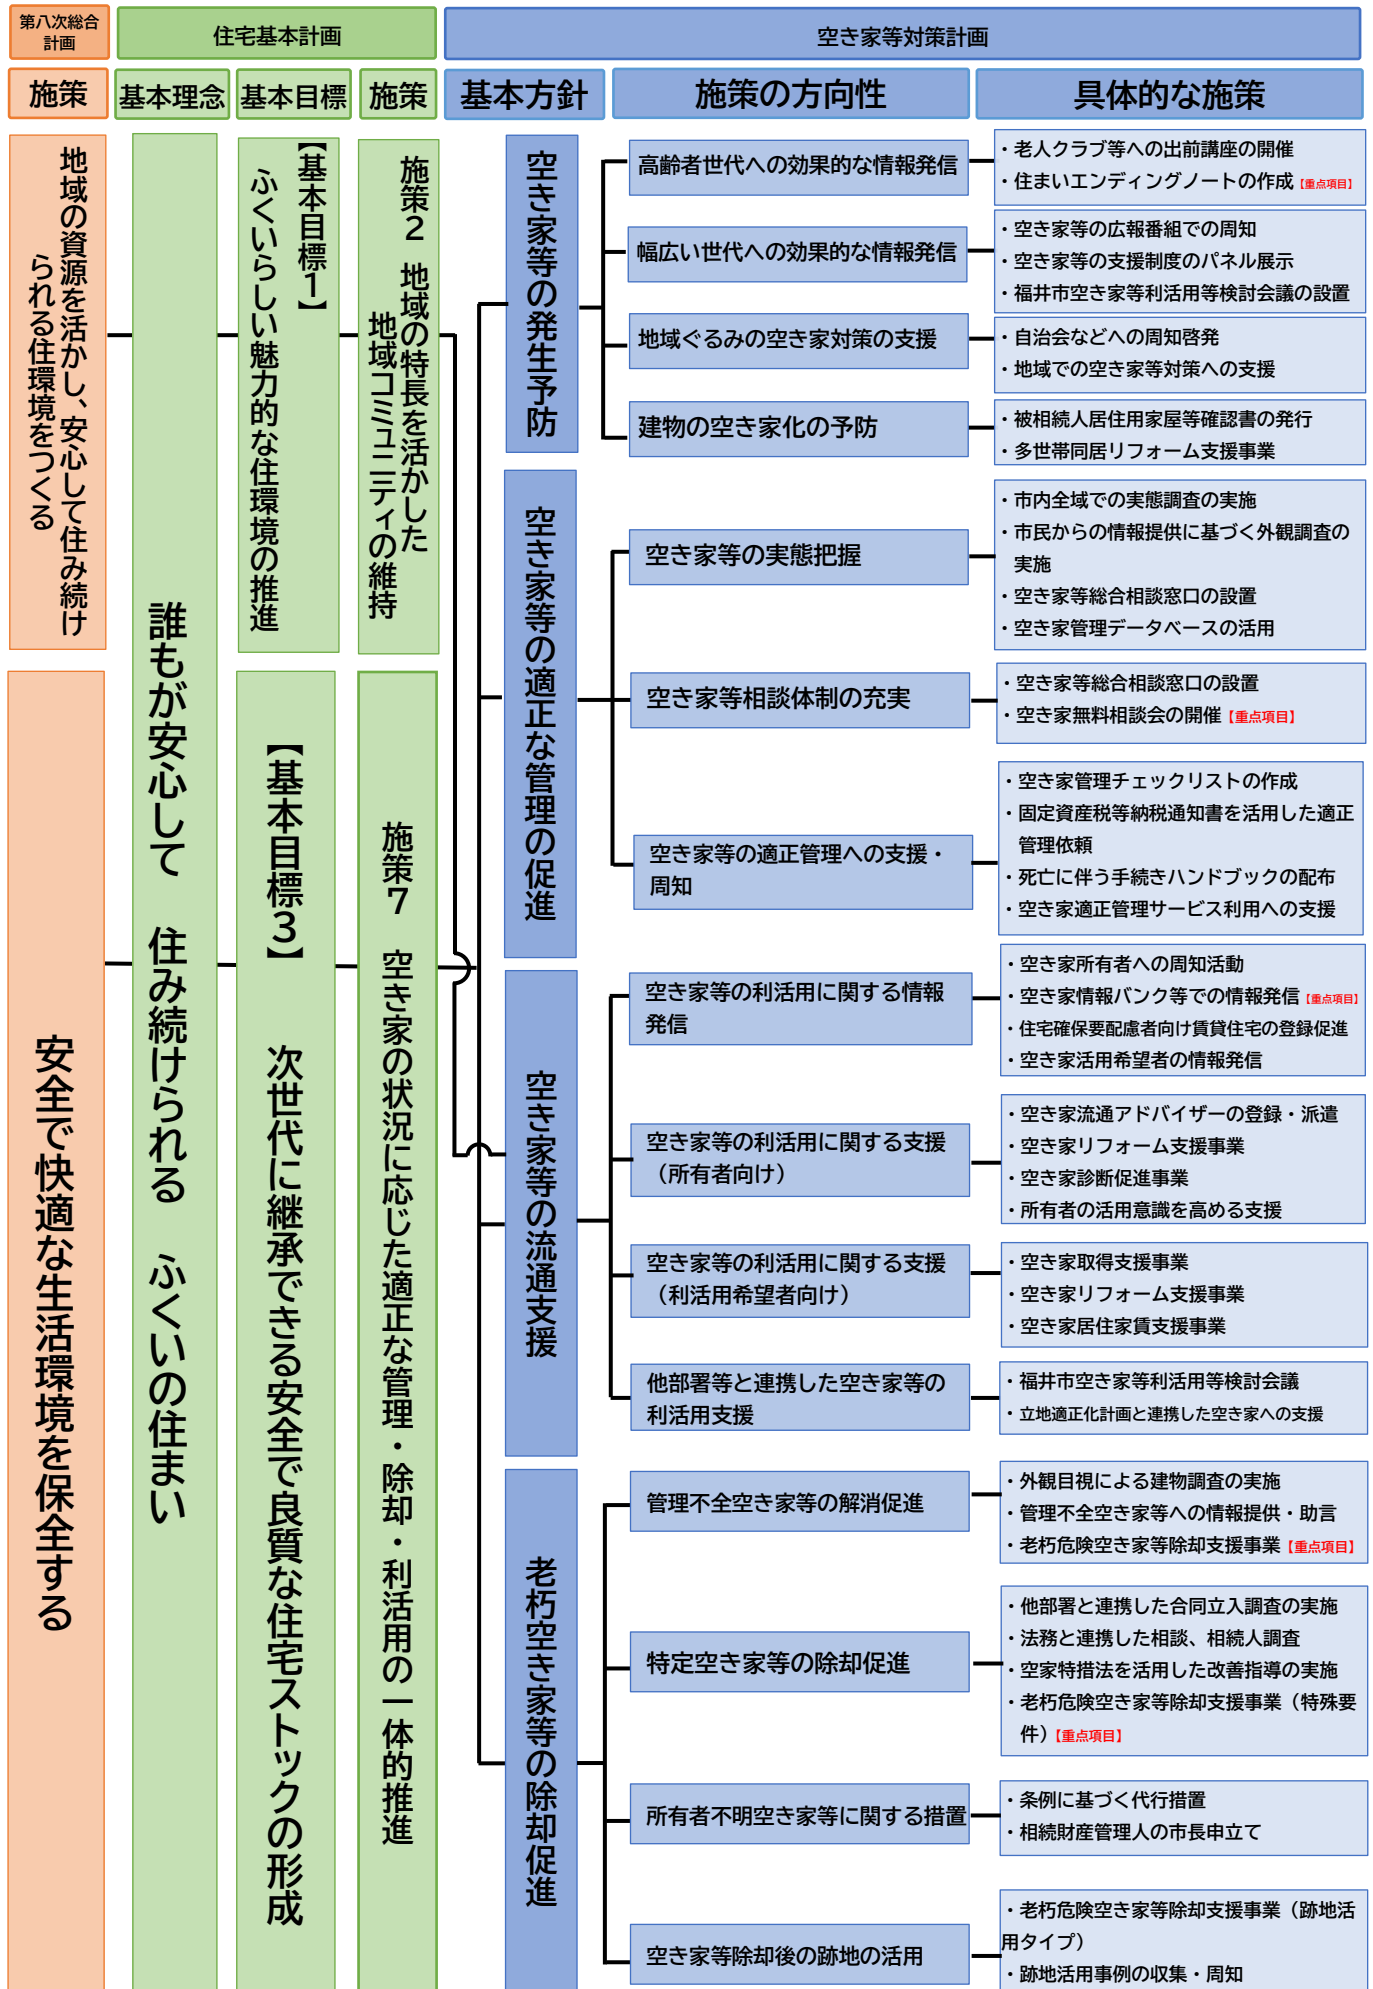 第八次総合
計画
住宅基本計画
空き家等対策計画
施策
基本理念
基本目標
施策
基本方針
施策の方向性
具体的な施策
地域の資源を活かし、安心して住み続け
られる住環境をつくる
安全で快適な生活環境を保全する
誰もが安心して 住み続けられる ふくいの住まい
【基本目標1】
ふくいらしい魅力的な住環境の推進
【基本目標3】 次世代に継承できる安全で良質な住宅ストックの形成
施策2 地域の特長を活かした
地域コミュニティの維持
施策7 空き家の状況に応じた適正な管理・除却・利活用の一体的推進
空き家等の発生予防
高齢者世代への効果的な情報発信
・老人クラブ等への出前講座の開催
・住まいエンディングノートの作成【重点項目】
幅広い世代への効果的な情報発信
・空き家等の広報番組での周知
・空き家等の支援制度のパネル展示
・福井市空き家等利活用等検討会議の設置
地域ぐるみの空き家対策の支援
・自治会などへの周知啓発
・地域での空き家等対策への支援
建物の空き家化の予防
・被相続人居住用家屋等確認書の発行
・多世帯同居リフォーム支援事業
空き家等の適正な管理の促進
空き家等の実態把握
・市内全域での実態調査の実施
・市民からの情報提供に基づく外観調査の
実施
・空き家等総合相談窓口の設置
・空き家管理データベースの活用
空き家等相談体制の充実
・空き家等総合相談窓口の設置
・空き家無料相談会の開催【重点項目】
空き家等の適正管理への支援・
周知
・空き家管理チェックリストの作成
・固定資産税等納税通知書を活用した適正
管理依頼
・死亡に伴う手続きハンドブックの配布
・空き家適正管理サービス利用への支援
空き家等の流通支援
空き家等の利活用に関する情報
発信
・空き家所有者への周知活動
・空き家情報バンク等での情報発信【重点項目】
・住宅確保要配慮者向け賃貸住宅の登録促進
・空き家活用希望者の情報発信
空き家等の利活用に関する支援
（所有者向け）
・空き家流通アドバイザーの登録・派遣
・空き家リフォーム支援事業
・空き家診断促進事業
・所有者の活用意識を高める支援
空き家等の利活用に関する支援
（利活用希望者向け）
・空き家取得支援事業
・空き家リフォーム支援事業
・空き家居住家賃支援事業
他部署等と連携した空き家等の
利活用支援
・福井市空き家等利活用等検討会議
・立地適正化計画と連携した空き家への支援
老朽空き家等の除却促進
管理不全空き家等の解消促進
・外観目視による建物調査の実施
・管理不全空き家等への情報提供・助言
・老朽危険空き家等除却支援事業【重点項目】
特定空き家等の除却促進
・他部署と連携した合同立入調査の実施
・法務と連携した相談、相続人調査
・空家特措法を活用した改善指導の実施
・老朽危険空き家等除却支援事業（特殊要
件）【重点項目】
所有者不明空き家等に関する措置
・条例に基づく代行措置
・相続財産管理人の市長申立て
空き家等除却後の跡地の活用
・老朽危険空き家等除却支援事業（跡地活
用タイプ）
・跡地活用事例の収集・周知